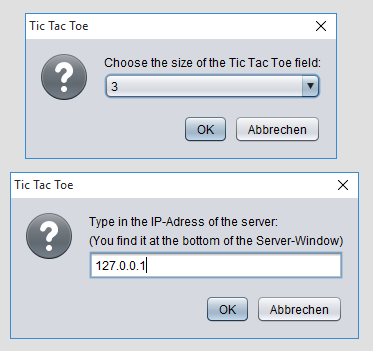 Tic Tac Toe
Choose the size of the Tic Tac Toe field:
3
OK
Abbrechen
Tic Tac Toe
Type in the IP-Adress of the server:
(You find it at the bottom of the Server-Window)
127.0.0.1
OK
Abbrechen